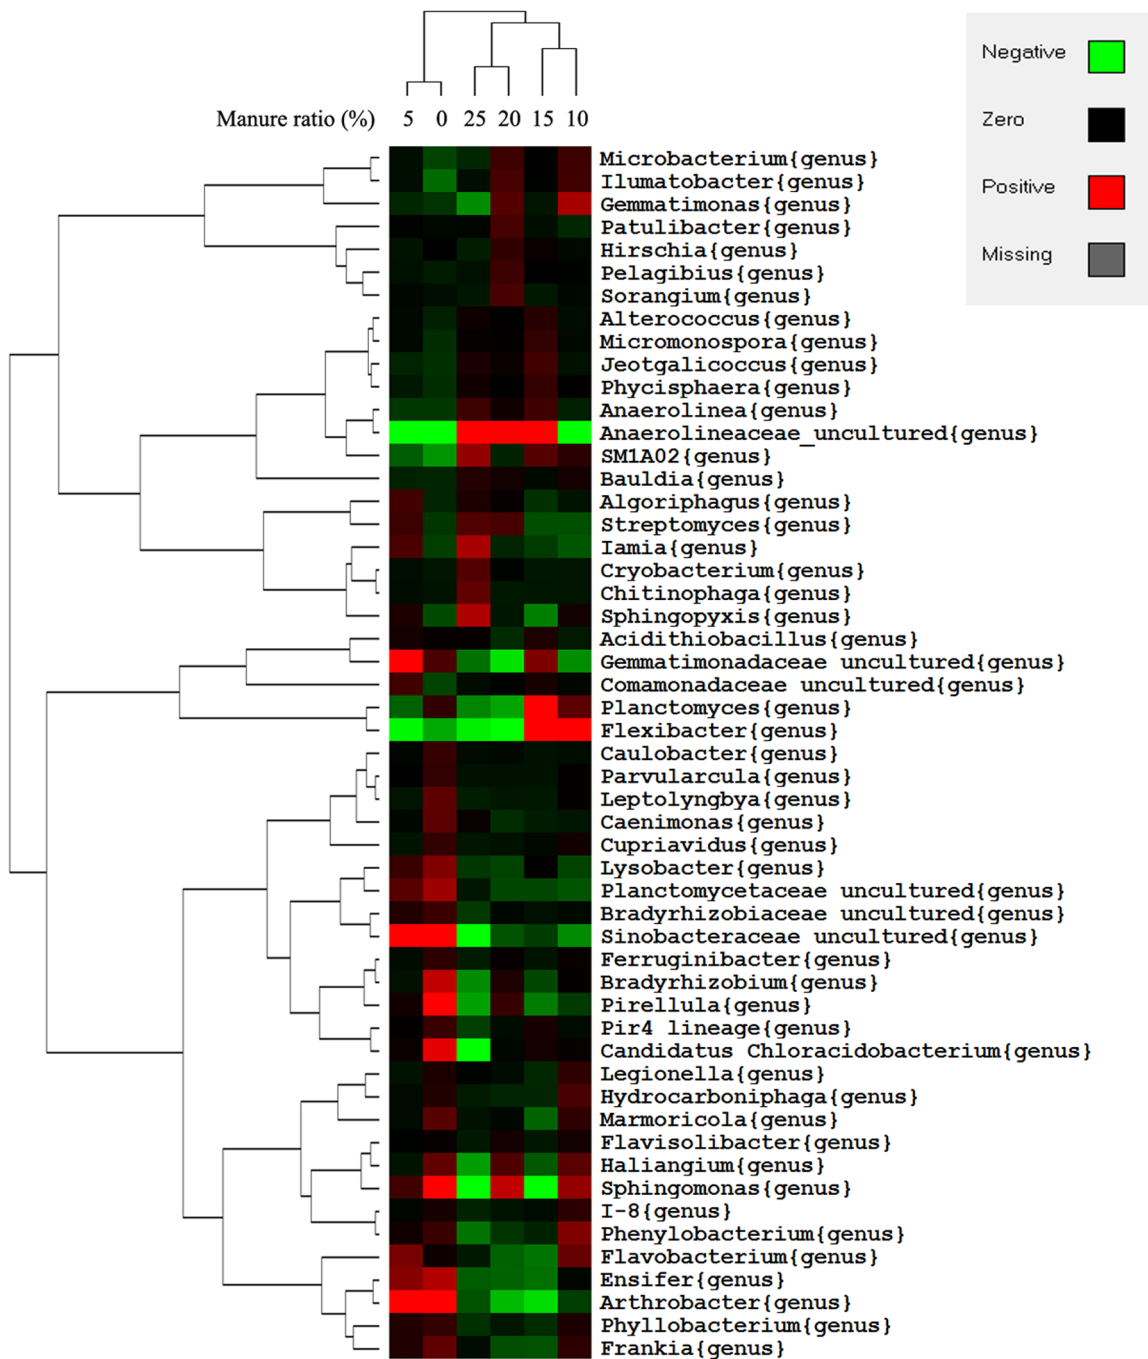 Negative
Zero
Positive
Missing
Manure ratio (%) 5 0 25 20 15 10
Microbacterium{genus}
Ilumatobacter{genus}
Gemmatimonas{genus}
Patulibacter{genus}
Hirschia{genus}
Pelagibius{genus}
Sorangium{genus}
Alterococcus{genus}
Micromonospora{genus}
Jeotgalicoccus{genus}
Phycisphaera{genus}
Anaerolinea{genus}
Anaerolineaceae_uncultured{genus}
SM1A02{genus}
Bauldia{genus}
Algoriphagus{genus}
Streptomyces{genus}
Iamia{genus}
Cryobacterium{genus}
Chitinophaga{genus}
Sphingopyxis{genus}
Acidithiobacillus{genus}
Gemmatimonadaceae uncultured{genus}
Comamonadaceae uncultured{genus}
Planctomyces{genus}
Flexibacter{genus}
Caulobacter{genus}
Parvularcula{genus}
Leptolyngbya{genus}
Caenimonas{genus}
Cupriavidus{genus}
Lysobacter{genus}
Planctomycetaceae uncultured{genus}
Bradyrhizobiaceae uncultured{genus}
Sinobacteraceae uncultured{genus}
Ferruginibacter{genus}
Bradyrhizobium{genus}
Pirellula{genus}
Pir4 lineage{genus}
Candidatus Chloracidobacterium{genus}
Legionella{genus}
Hydrocarboniphaga{genus}
Marmoricola{genus}
Flavisolibacter{genus}
Haliangium{genus}
Sphingomonas{genus}
I-8{genus}
Phenylobacterium{genus}
Flavobacterium{genus}
Ensifer{genus}
Arthrobacter{genus}
Phyllobacterium{genus}
Frankia{genus}